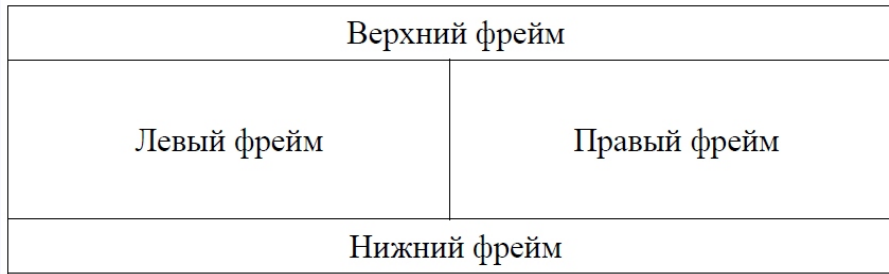 Верхний фрейм
Левый фрейм
Правый фрейм
Нижний фрейм